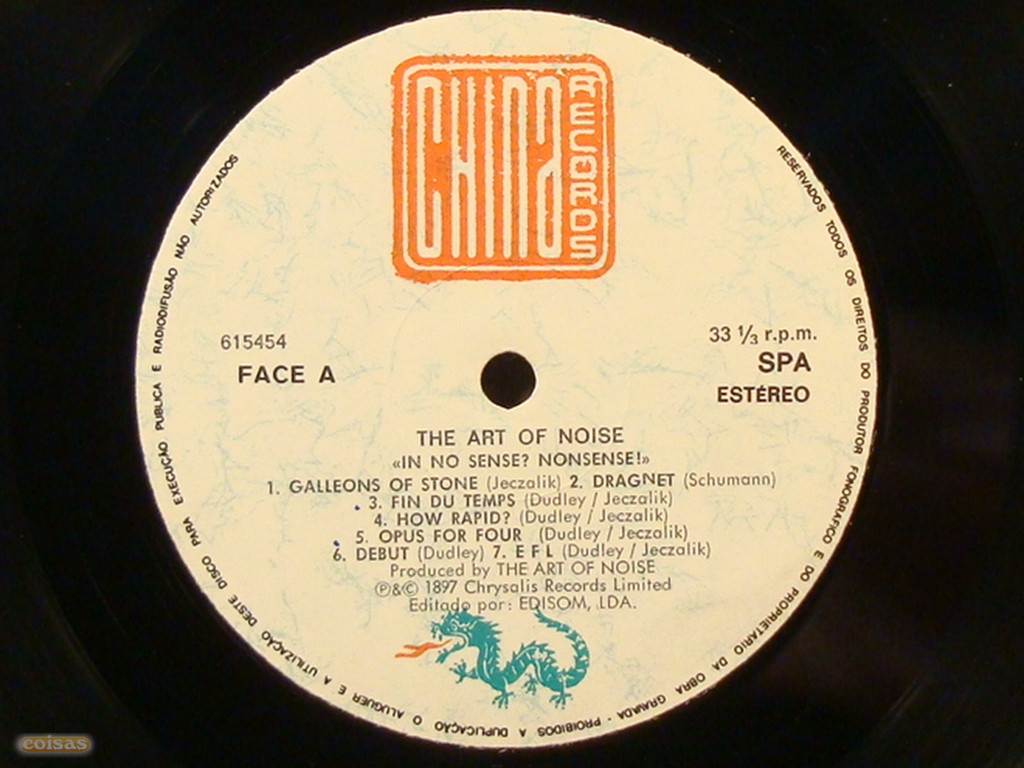 CHINA
RECORDS
615454
FACE A
33 ⅓ r.p.m.
SPA
ESTÉREO
THE ART OF NOISE
«IN NO SENSE? NONSENSE!»
1. GALLEONS OF STONE (Jeczalik) 2. DRAGNET (Schumann)
3. FIN DU TEMPS (Dudley / Jeczalik)
4. HOW RAPID? (Dudley / Jeczalik)
5. OPUS FOR FOUR (Dudley / Jeczalik)
6. DEBUT (Dudley) 7. E F L (Dudley / Jeczalik)
Produced by THE ART OF NOISE
Ⓟ&© 1897 Chrysalis Records Limited
Editado por: EDISOM, LDA.
RESERVADOS TODOS OS DIREITOS DO PRODUTOR FONOGRÁFICO E DO PROPRIETARIO DA OBRA GRAVADA - PROIBIDOS A DUPLICAÇÃO O ALUGUER E A UTILIZAÇÃO DESTE DISCO PARA EXECUÇÃO PUBLICA E RADIODIFUSÃO NÃO AUTORIZADOS
coisas